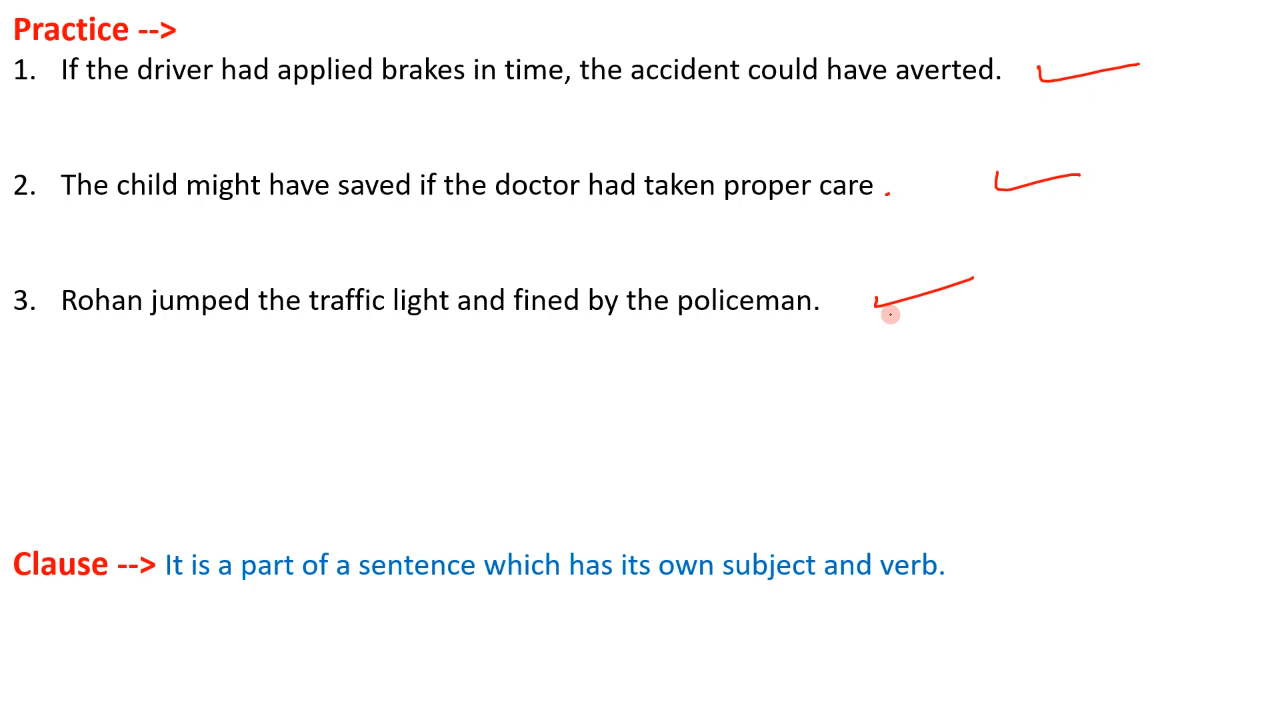 Practice -->
1. If the driver had applied brakes in time, the accident could have averted.
2. The child might have saved if the doctor had taken proper care .
3. Rohan jumped the traffic light and fined by the policeman.
Clause --> It is a part of a sentence which has its own subject and verb.